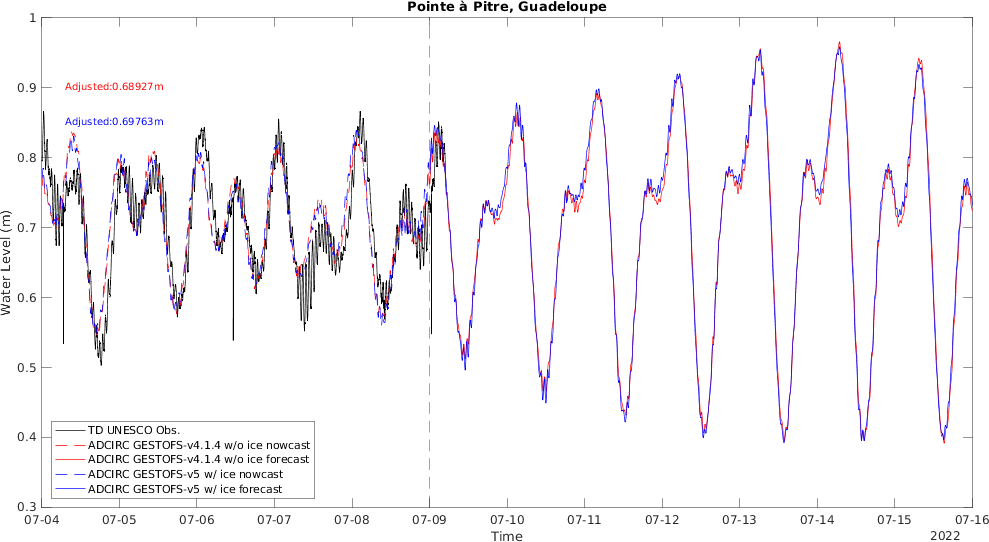 Pointe à Pitre, Guadeloupe
1
0.9
0.8
0.7
0.6
0.5
0.4
0.3
Water Level (m)
Adjusted:0.68927m
Adjusted:0.69763m
TD UNESCO Obs.
ADCIRC GESTOFS-v4.1.4 w/o ice nowcast
ADCIRC GESTOFS-v4.1.4 w/o ice forecast
ADCIRC GESTOFS-v5 w/ ice nowcast
ADCIRC GESTOFS-v5 w/ ice forecast
07-04 07-05 07-06 07-07 07-08 07-09 07-10 07-11 07-12 07-13 07-14 07-15 07-16
Time
2022